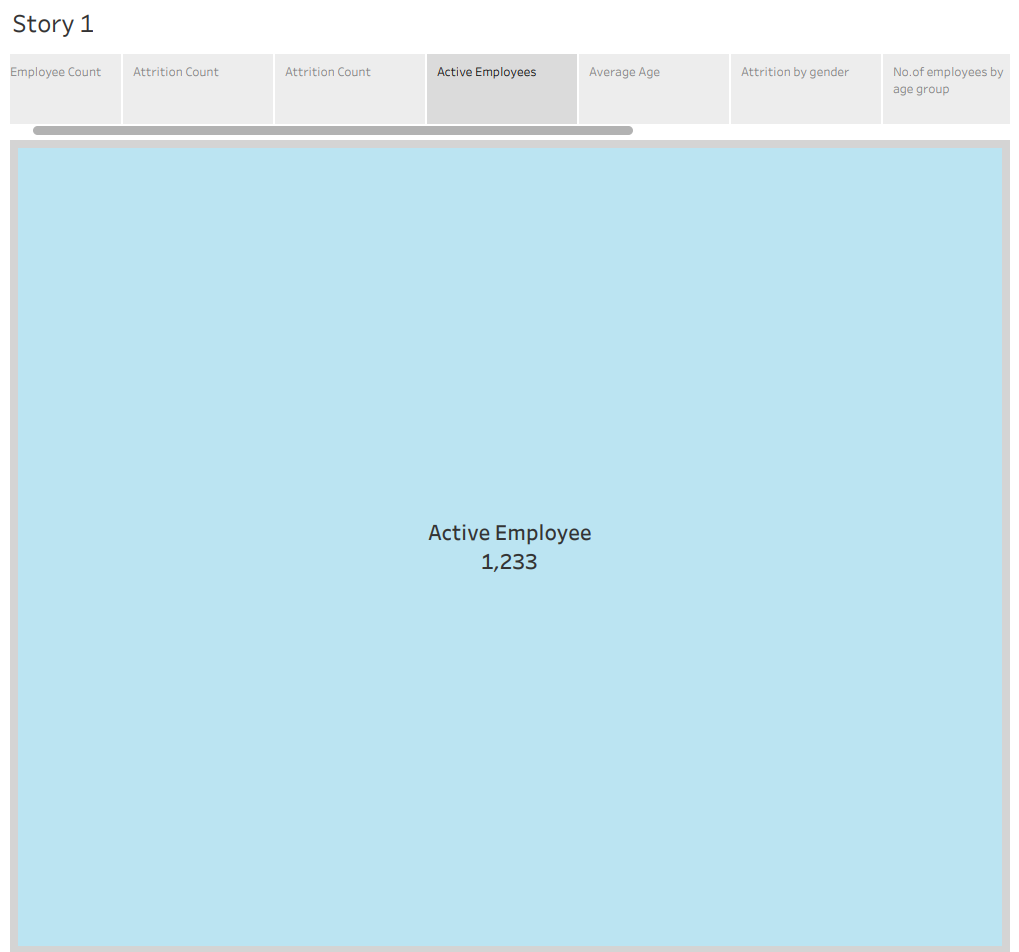 Story 1
Employee Count
Attrition Count
Attrition Count
Active Employees
Average Age
Attrition by gender
No.of employees by
age group
Active Employee
1,233